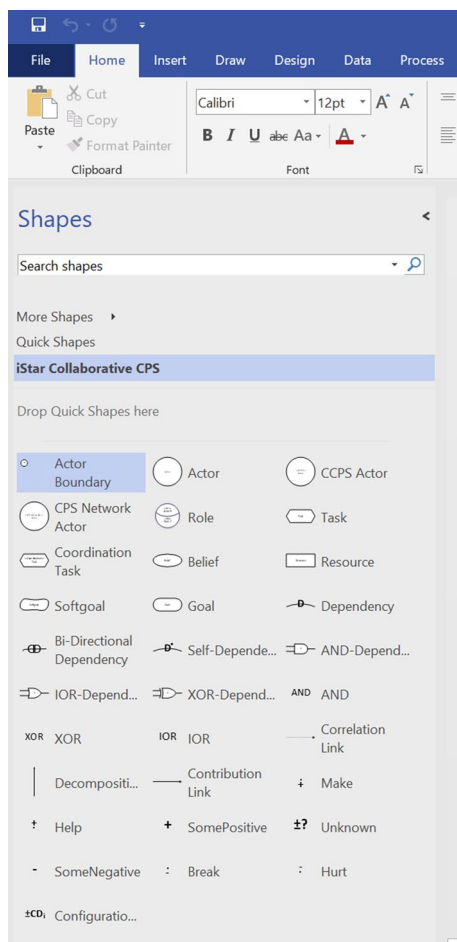 File Home Insert Draw Design Data Process
Cut
Copy
Paste
Format Painter
Calibri 12pt A A
B I U abc Aa A
Clipboard Font
Shapes
Search shapes
More Shapes
Quick Shapes
iStar Collaborative CPS
Drop Quick Shapes here
Actor
Boundary
Actor
CCPS Actor
CPS Network
Actor
Role
Task
Coordination
Task
Belief
Resource
Softgoal
Goal
D Dependency
Bi-Directional
Dependency
D Self-Depende...
AND-Depend...
IOR-Depend...
XOR-Depend...
AND AND
XOR XOR
IOR IOR
Correlation
Link
Decompositi...
Contribution
Link
Make
Help
+ SomePositive
±? Unknown
- SomeNegative
Break
Hurt
±CDi Configuratio...